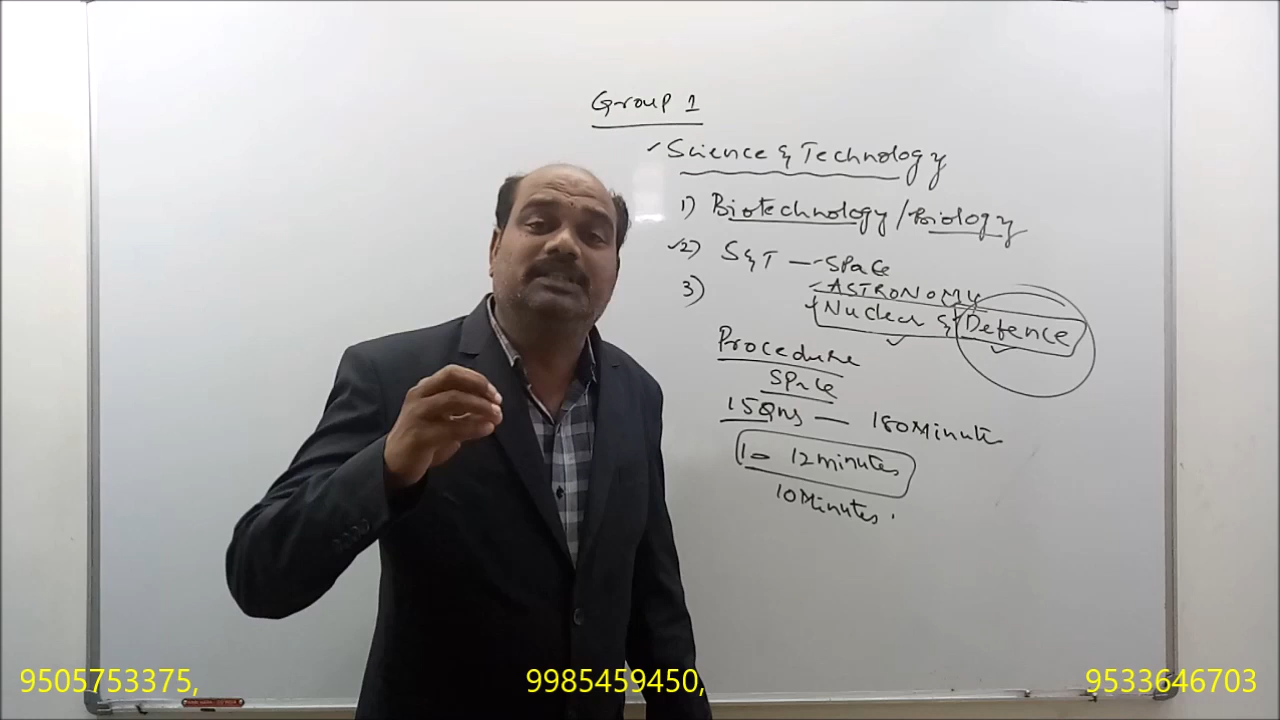 Group 1
Science & Technology
1) Biotechnology/Biology
2) S&T — Space
3) ASTRONOMY
Nuclear & Defence
Procedure
Space
15Qns — 180Minute
1 = 12minutes
10Minutes.
9505753375, 9985459450, 9533646703